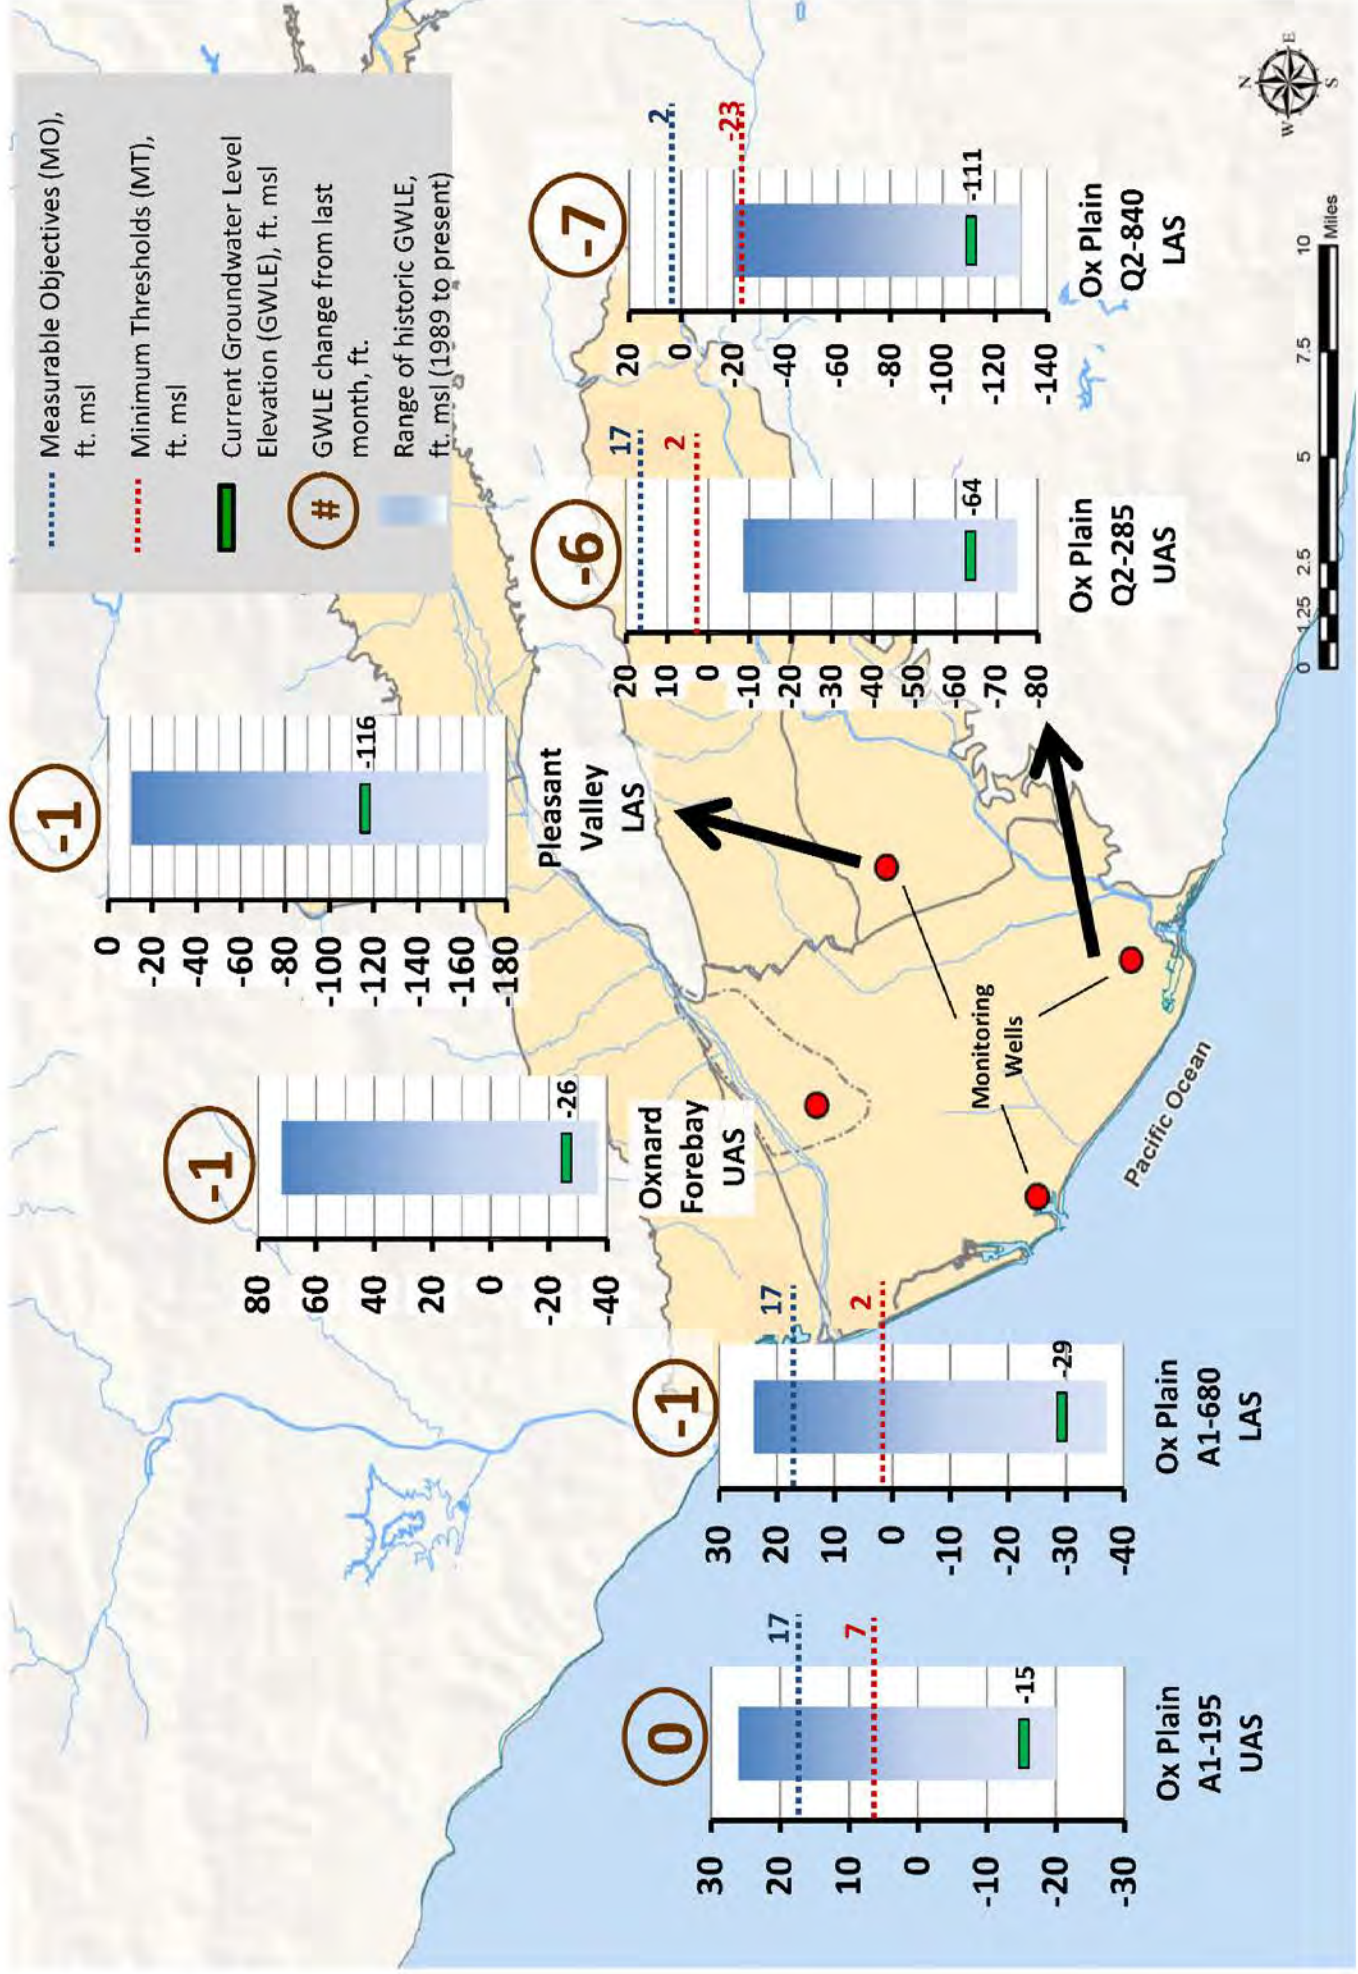 Measurable Objectives (MO),
ft. msl
Minimum Thresholds (MT),
ft. msl
Current Groundwater Level
Elevation (GWLE), ft. msl
#
GWLE change from last
month, ft.
Range of historic GWLE,
ft. msl (1989 to present)
-1
0
-20
-40
-60
-80
-100
-120
-140
-160
-180
-116
Pleasant
Valley
LAS
-1
80
60
40
20
0
-20
-40
-26
Oxnard
Forebay
UAS
0
30
20
10
0
-10
-20
-30
17
7
-15
Ox Plain
A1-195
UAS
-1
30
20
10
0
-10
-20
-30
-40
17
2
-29
Ox Plain
A1-680
LAS
-6
20
10
0
-10
-20
-30
-40
-50
-60
-70
-80
17
2
-64
Ox Plain
Q2-285
UAS
-7
20
0
-20
-40
-60
-80
-100
-120
-140
2
-23
-111
Ox Plain
Q2-840
LAS
Monitoring
Wells
Pacific Ocean
N
W E
S
0 1.25 2.5 5 7.5 10
Miles